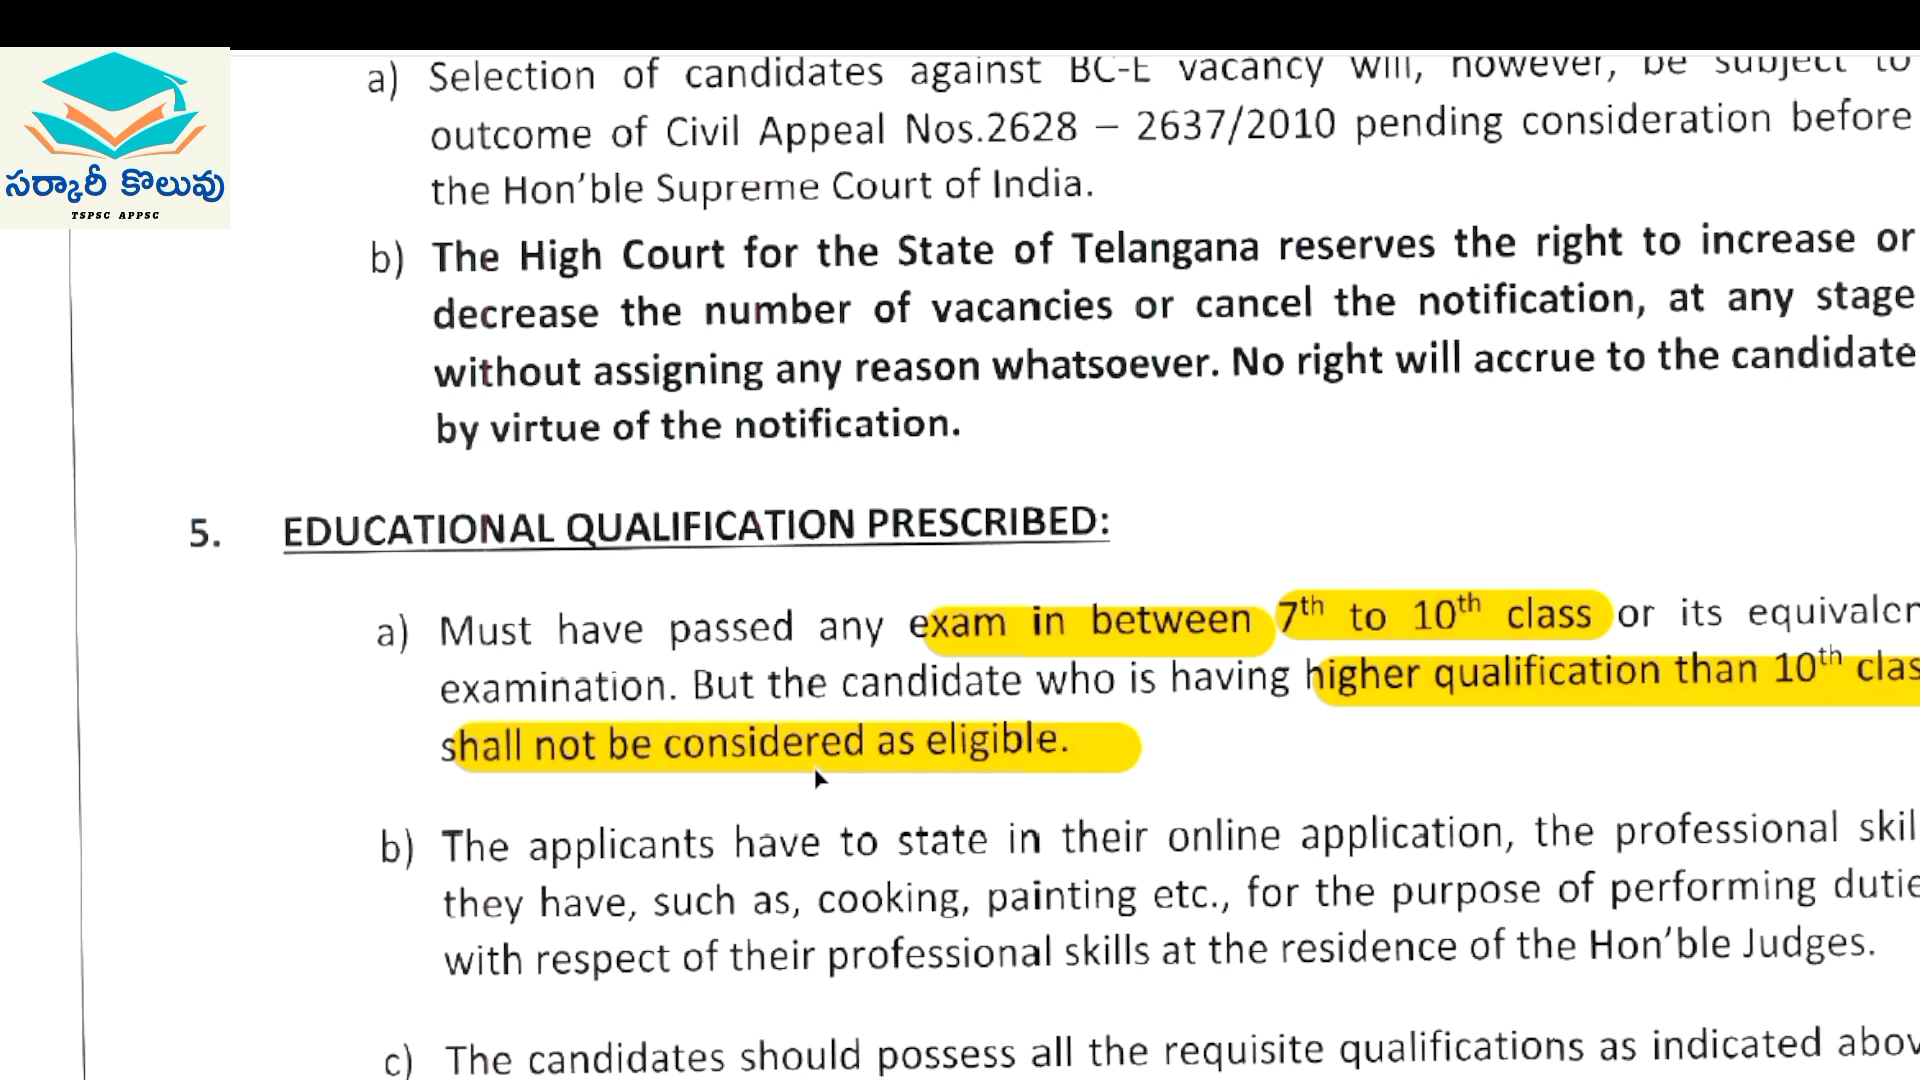 సర్కారీ కొలువు
TSPSC APPSC
a) Selection of candidates against BC-E vacancy will, however, be subject to
outcome of Civil Appeal Nos.2628 – 2637/2010 pending consideration before
the Hon’ble Supreme Court of India.
b) The High Court for the State of Telangana reserves the right to increase or
decrease the number of vacancies or cancel the notification, at any stage
without assigning any reason whatsoever. No right will accrue to the candidate
by virtue of the notification.
5. EDUCATIONAL QUALIFICATION PRESCRIBED:
a) Must have passed any exam in between 7th to 10th class or its equivalen
examination. But the candidate who is having higher qualification than 10th clas
shall not be considered as eligible.
b) The applicants have to state in their online application, the professional skil
they have, such as, cooking, painting etc., for the purpose of performing dutie
with respect of their professional skills at the residence of the Hon’ble Judges.
c) The candidates should possess all the requisite qualifications as indicated abov